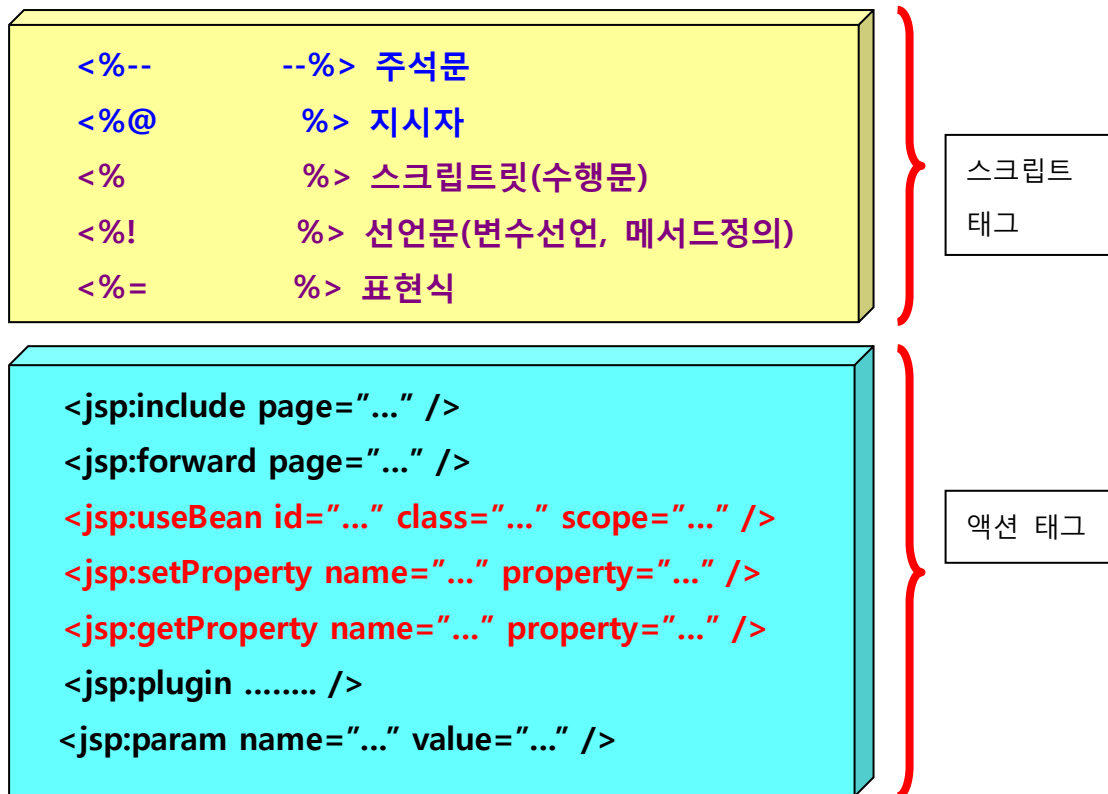 <%-- --%> 주석문
<%@ %> 지시자
<% %> 스크립트릿(수행문)
<%! %> 선언문(변수선언, 메서드정의)
<%= %> 표현식
스크립트
태그
<jsp:include page="..." />
<jsp:forward page="..." />
<jsp:useBean id="..." class="..." scope="..." />
<jsp:setProperty name="..." property="..." />
<jsp:getProperty name="..." property="..." />
<jsp:plugin ........ />
<jsp:param name="..." value="..." />
액션 태그